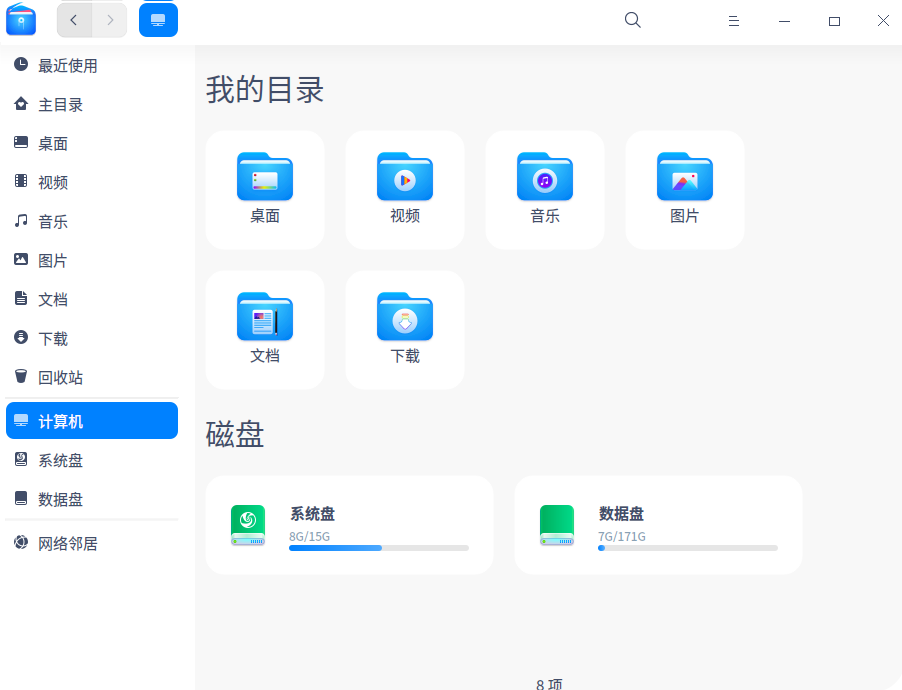 最近使用
主目录
桌面
视频
音乐
图片
文档
下载
回收站
计算机
系统盘
数据盘
网络邻居
我的目录
桌面
视频
音乐
图片
文档
下载
磁盘
系统盘
8G/15G
数据盘
7G/171G
8 项